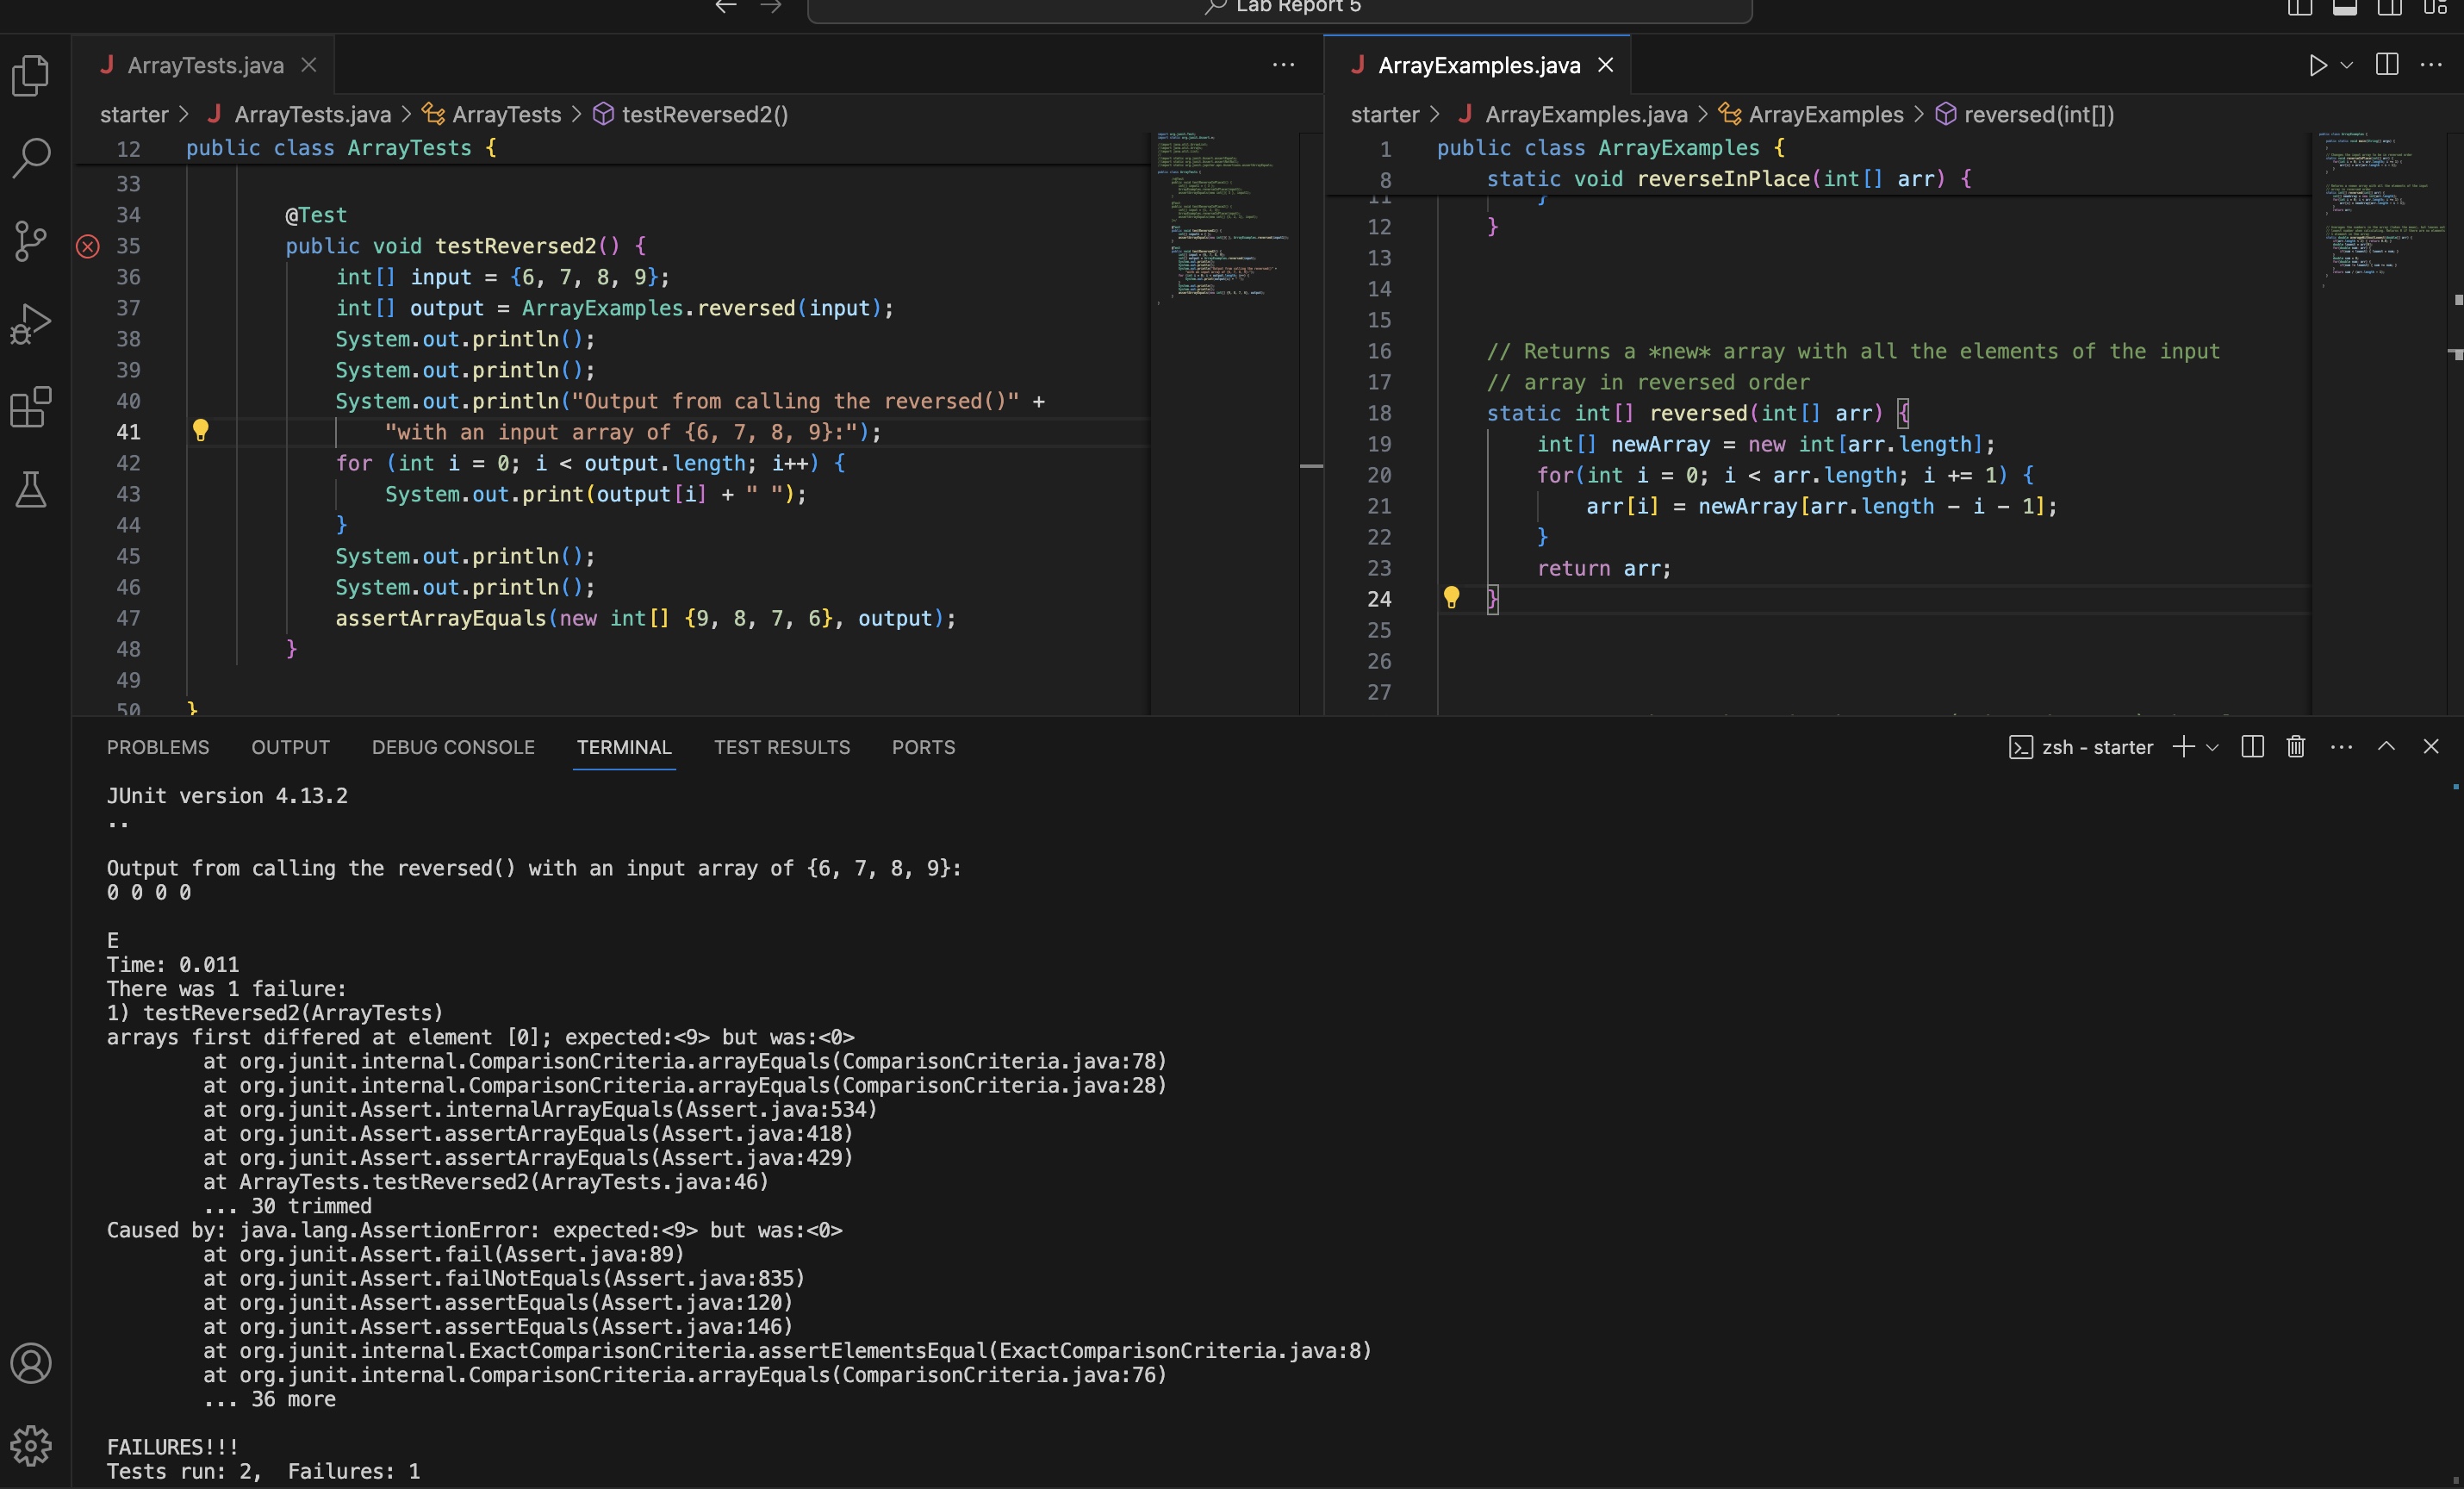 Lab Report 5
ArrayTests.java
starter > ArrayTests.java > ArrayTests > testReversed2()
12 public class ArrayTests {
33
34 @Test
35 public void testReversed2() {
36 int[] input = {6, 7, 8, 9};
37 int[] output = ArrayExamples.reversed(input);
38 System.out.println();
39 System.out.println();
40 System.out.println("Output from calling the reversed()" +
41 "with an input array of {6, 7, 8, 9}:");
42 for (int i = 0; i < output.length; i++) {
43 System.out.print(output[i] + " ");
44 }
45 System.out.println();
46 System.out.println();
47 assertArrayEquals(new int[] {9, 8, 7, 6}, output);
48 }
49
50 }
ArrayExamples.java
starter > ArrayExamples.java > ArrayExamples > reversed(int[])
1 public class ArrayExamples {
8 static void reverseInPlace(int[] arr) {
11 }
12 }
13
14
15
16 // Returns a *new* array with all the elements of the input
17 // array in reversed order
18 static int[] reversed(int[] arr) {
19 int[] newArray = new int[arr.length];
20 for(int i = 0; i < arr.length; i += 1) {
21 arr[i] = newArray[arr.length - i - 1];
22 }
23 return arr;
24 }
25
26
27
PROBLEMS OUTPUT DEBUG CONSOLE TERMINAL TEST RESULTS PORTS
zsh - starter
JUnit version 4.13.2
..
Output from calling the reversed() with an input array of {6, 7, 8, 9}:
0 0 0 0
E
Time: 0.011
There was 1 failure:
1) testReversed2(ArrayTests)
arrays first differed at element [0]; expected:<9> but was:<0>
at org.junit.internal.ComparisonCriteria.arrayEquals(ComparisonCriteria.java:78)
at org.junit.internal.ComparisonCriteria.arrayEquals(ComparisonCriteria.java:28)
at org.junit.Assert.internalArrayEquals(Assert.java:534)
at org.junit.Assert.assertArrayEquals(Assert.java:418)
at org.junit.Assert.assertArrayEquals(Assert.java:429)
at ArrayTests.testReversed2(ArrayTests.java:46)
... 30 trimmed
Caused by: java.lang.AssertionError: expected:<9> but was:<0>
at org.junit.Assert.fail(Assert.java:89)
at org.junit.Assert.failNotEquals(Assert.java:835)
at org.junit.Assert.assertEquals(Assert.java:120)
at org.junit.Assert.assertEquals(Assert.java:146)
at org.junit.internal.ExactComparisonCriteria.assertElementsEqual(ExactComparisonCriteria.java:8)
at org.junit.internal.ComparisonCriteria.arrayEquals(ComparisonCriteria.java:76)
... 36 more
FAILURES!!!
Tests run: 2,  Failures: 1